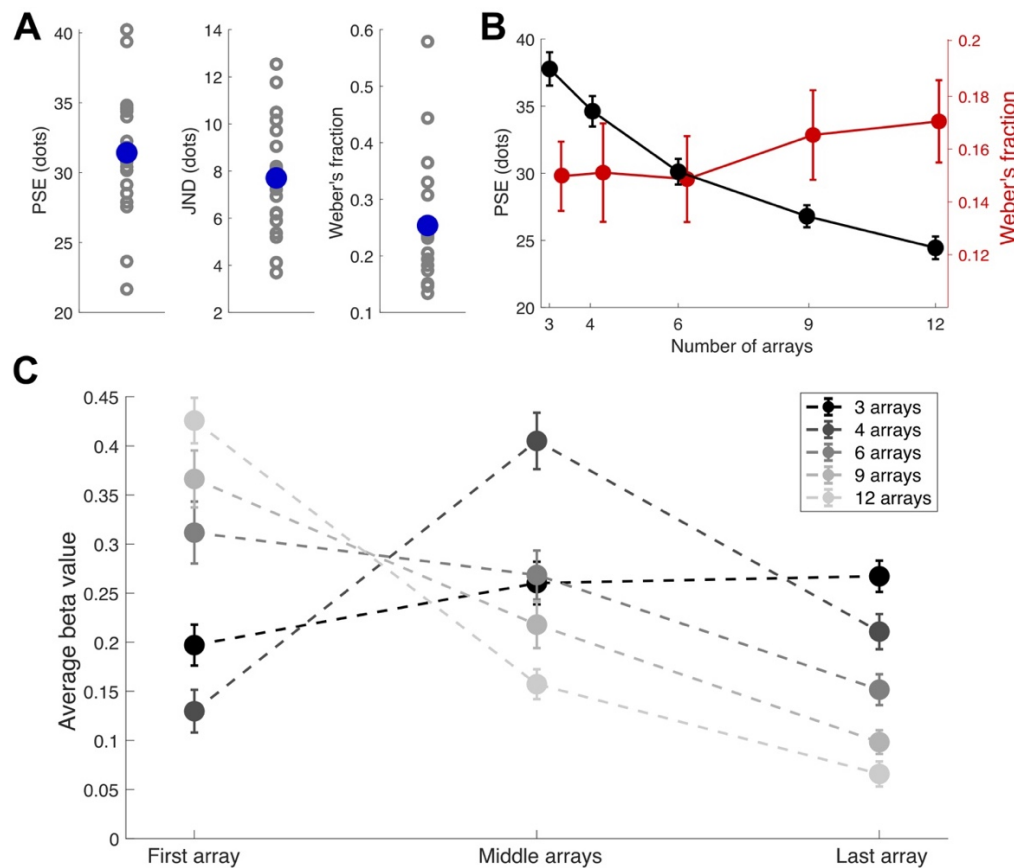 A
PSE (dots)
40
35
30
25
20
JND (dots)
14
12
10
8
6
4
2
Weber's fraction
0.6
0.5
0.4
0.3
0.2
0.1
B
PSE (dots)
40
35
30
25
20
3 4 6 9 12
Number of arrays
0.2
0.18
0.16
0.14
0.12
Weber's fraction
C
Average beta value
0.45
0.4
0.35
0.3
0.25
0.2
0.15
0.1
0.05
0
First array Middle arrays Last array
3 arrays
4 arrays
6 arrays
9 arrays
12 arrays